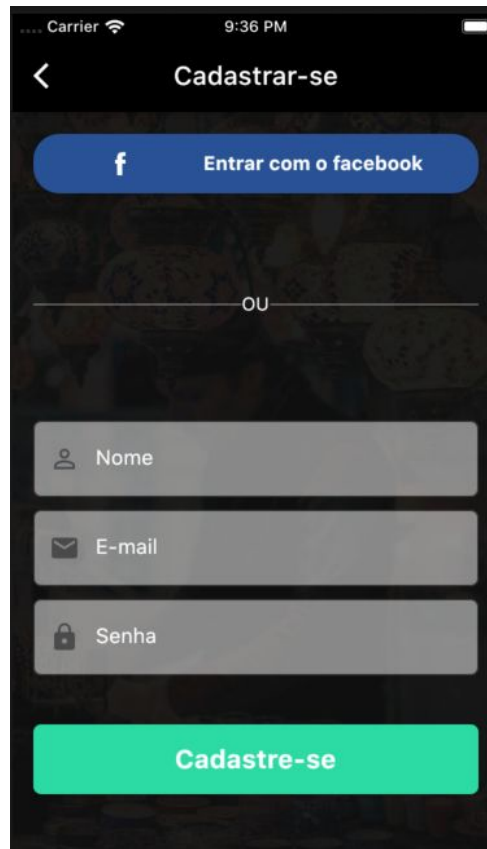 Carrier 9:36 PM
Cadastrar-se
f Entrar com o facebook
OU
Nome
E-mail
Senha
Cadastre-se